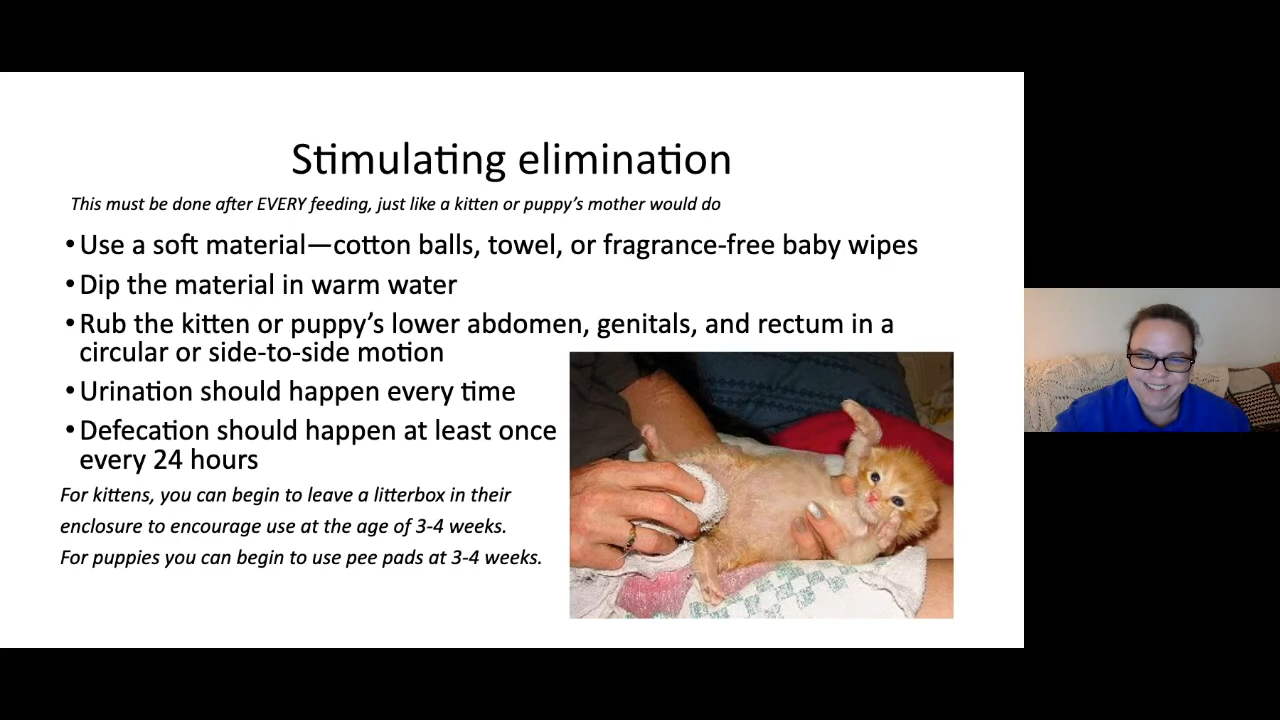 Stimulating elimination
This must be done after EVERY feeding, just like a kitten or puppy's mother would do
•Use a soft material—cotton balls, towel, or fragrance-free baby wipes
•Dip the material in warm water
•Rub the kitten or puppy's lower abdomen, genitals, and rectum in a
circular or side-to-side motion
•Urination should happen every time
•Defecation should happen at least once
every 24 hours
For kittens, you can begin to leave a litterbox in their
enclosure to encourage use at the age of 3-4 weeks.
For puppies you can begin to use pee pads at 3-4 weeks.